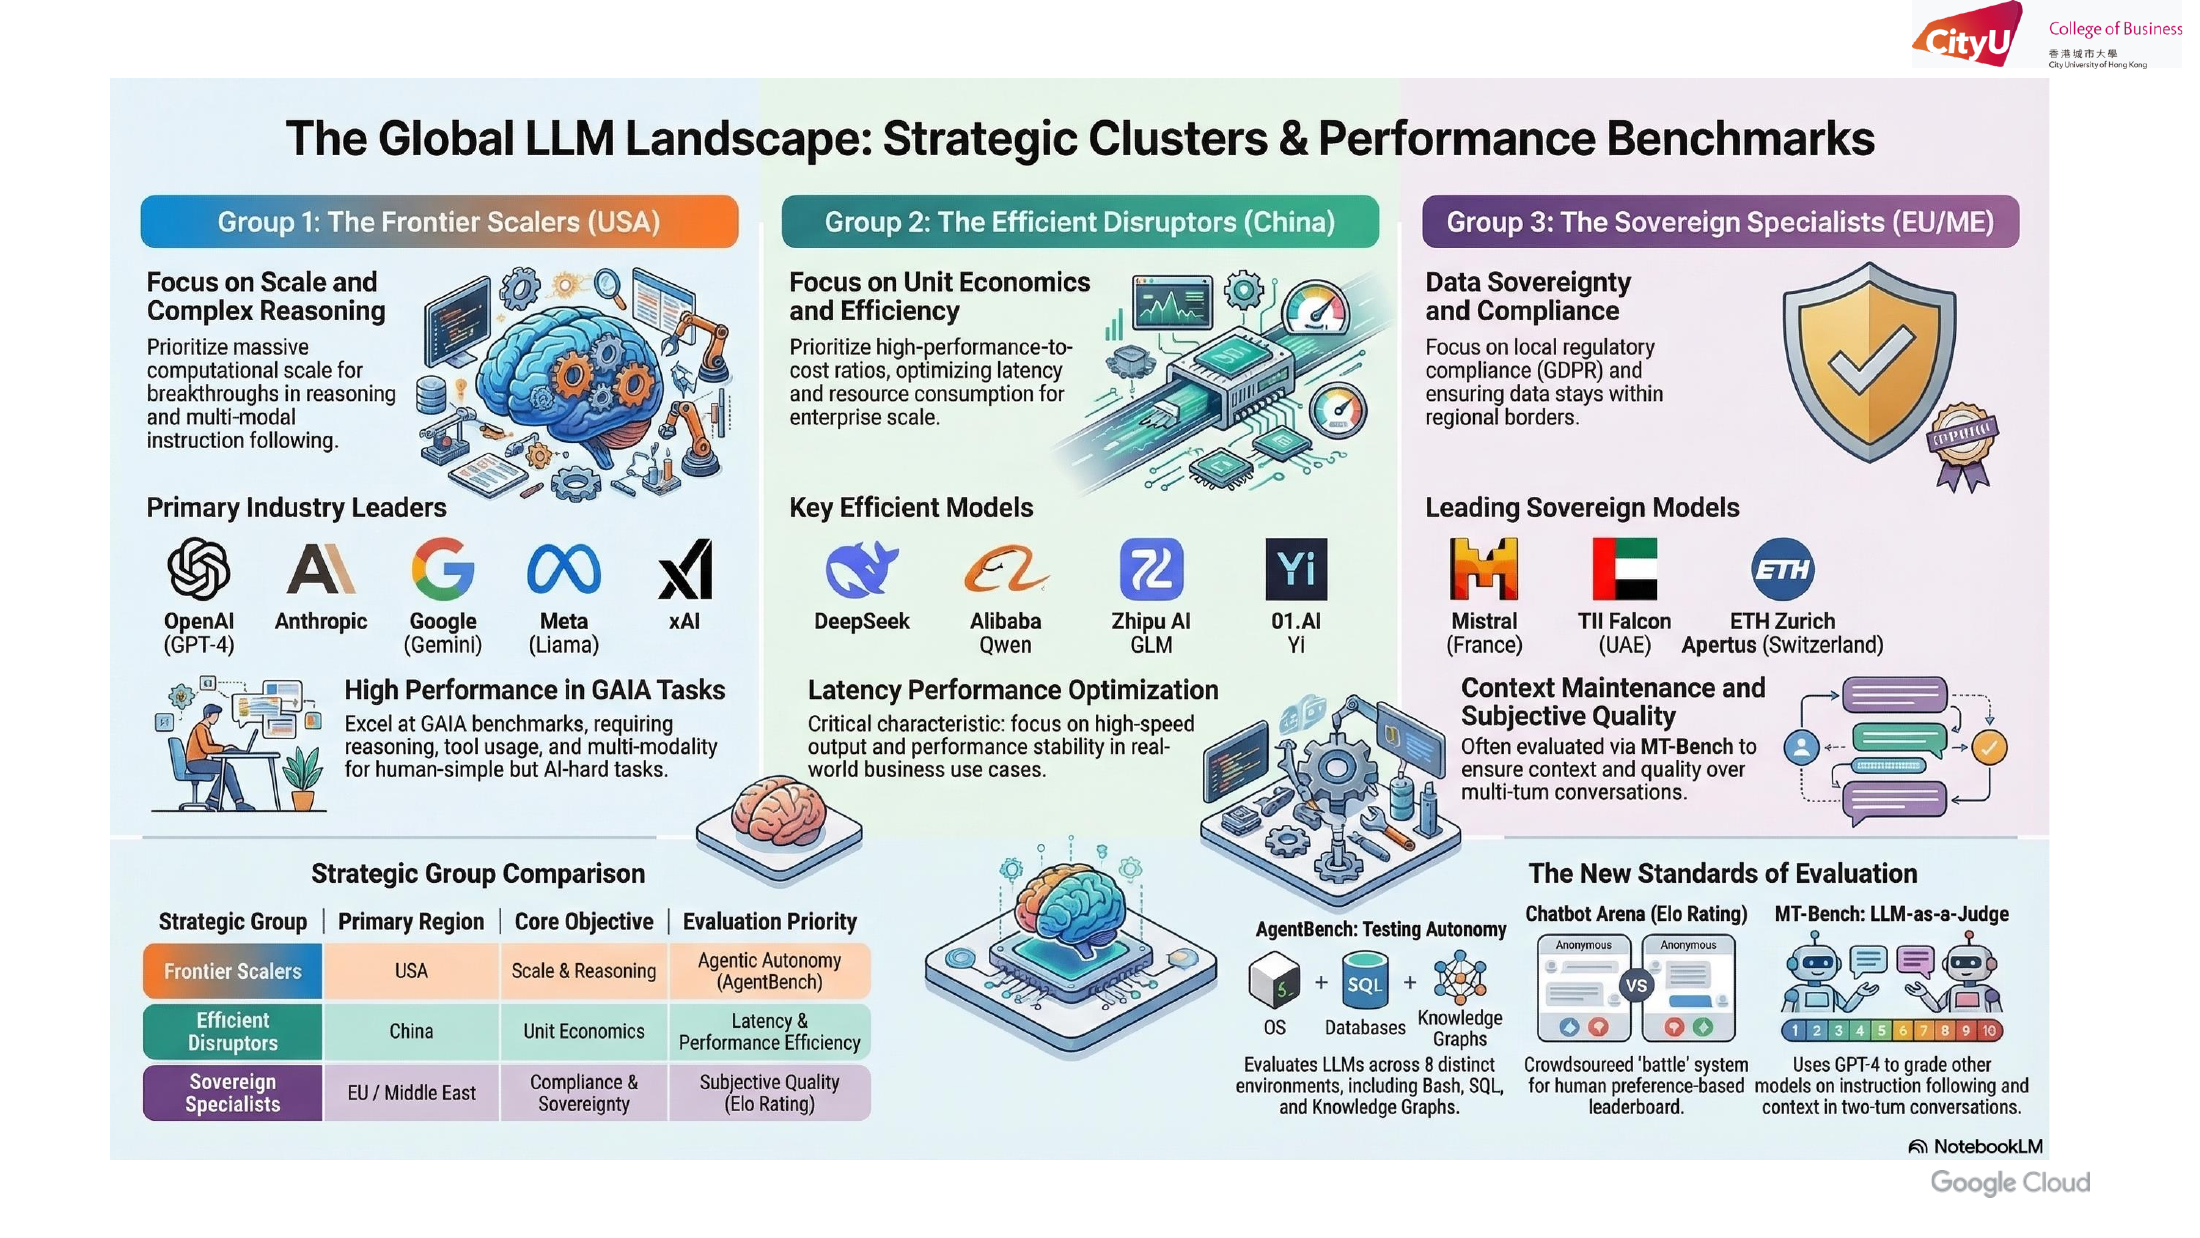 CityU
College of Business
香港城市大學
City University of Hong Kong
The Global LLM Landscape: Strategic Clusters & Performance Benchmarks
Group 1: The Frontier Scalers (USA)
Focus on Scale and
Complex Reasoning
Prioritize massive
computational scale for
breakthroughs in reasoning
and multi-modal
instruction following.
Primary Industry Leaders
OpenAI
(GPT-4)
Anthropic
Google
(Gemini)
Meta
(Liama)
xAI
High Performance in GAIA Tasks
Excel at GAIA benchmarks, requiring
reasoning, tool usage, and multi-modality
for human-simple but AI-hard tasks.
Group 2: The Efficient Disruptors (China)
Focus on Unit Economics
and Efficiency
Prioritize high-performance-to-
cost ratios, optimizing latency
and resource consumption for
enterprise scale.
Key Efficient Models
Yi
DeepSeek
Alibaba
Qwen
Zhipu AI
GLM
01.AI
Yi
Latency Performance Optimization
Critical characteristic: focus on high-speed
output and performance stability in real-
world business use cases.
Group 3: The Sovereign Specialists (EU/ME)
Data Sovereignty
and Compliance
Focus on local regulatory
compliance (GDPR) and
ensuring data stays within
regional borders.
Leading Sovereign Models
ETH
Mistral
(France)
TII Falcon
(UAE)
ETH Zurich
Apertus (Switzerland)
Context Maintenance and
Subjective Quality
Often evaluated via MT-Bench to
ensure context and quality over
multi-tum conversations.
Strategic Group Comparison
Strategic Group Primary Region Core Objective Evaluation Priority
Frontier Scalers USA Scale & Reasoning Agentic Autonomy
(AgentBench)
Efficient
Disruptors China Unit Economics Latency &
Performance Efficiency
Sovereign
Specialists EU / Middle East Compliance &
Sovereignty Subjective Quality
(Elo Rating)
The New Standards of Evaluation
AgentBench: Testing Autonomy
+ SQL +
OS Databases Knowledge
Graphs
Evaluates LLMs across 8 distinct
environments, including Bash, SQL,
and Knowledge Graphs.
Chatbot Arena (Elo Rating)
Anonymous Anonymous
VS
Crowdsoured 'battle' system
for human preference-based
leaderboard.
MT-Bench: LLM-as-a-Judge
1 2 3 4 5 6 7 8 9 10
Uses GPT-4 to grade other
models on instruction following and
context in two-tum conversations.
NotebookLM
Google Cloud